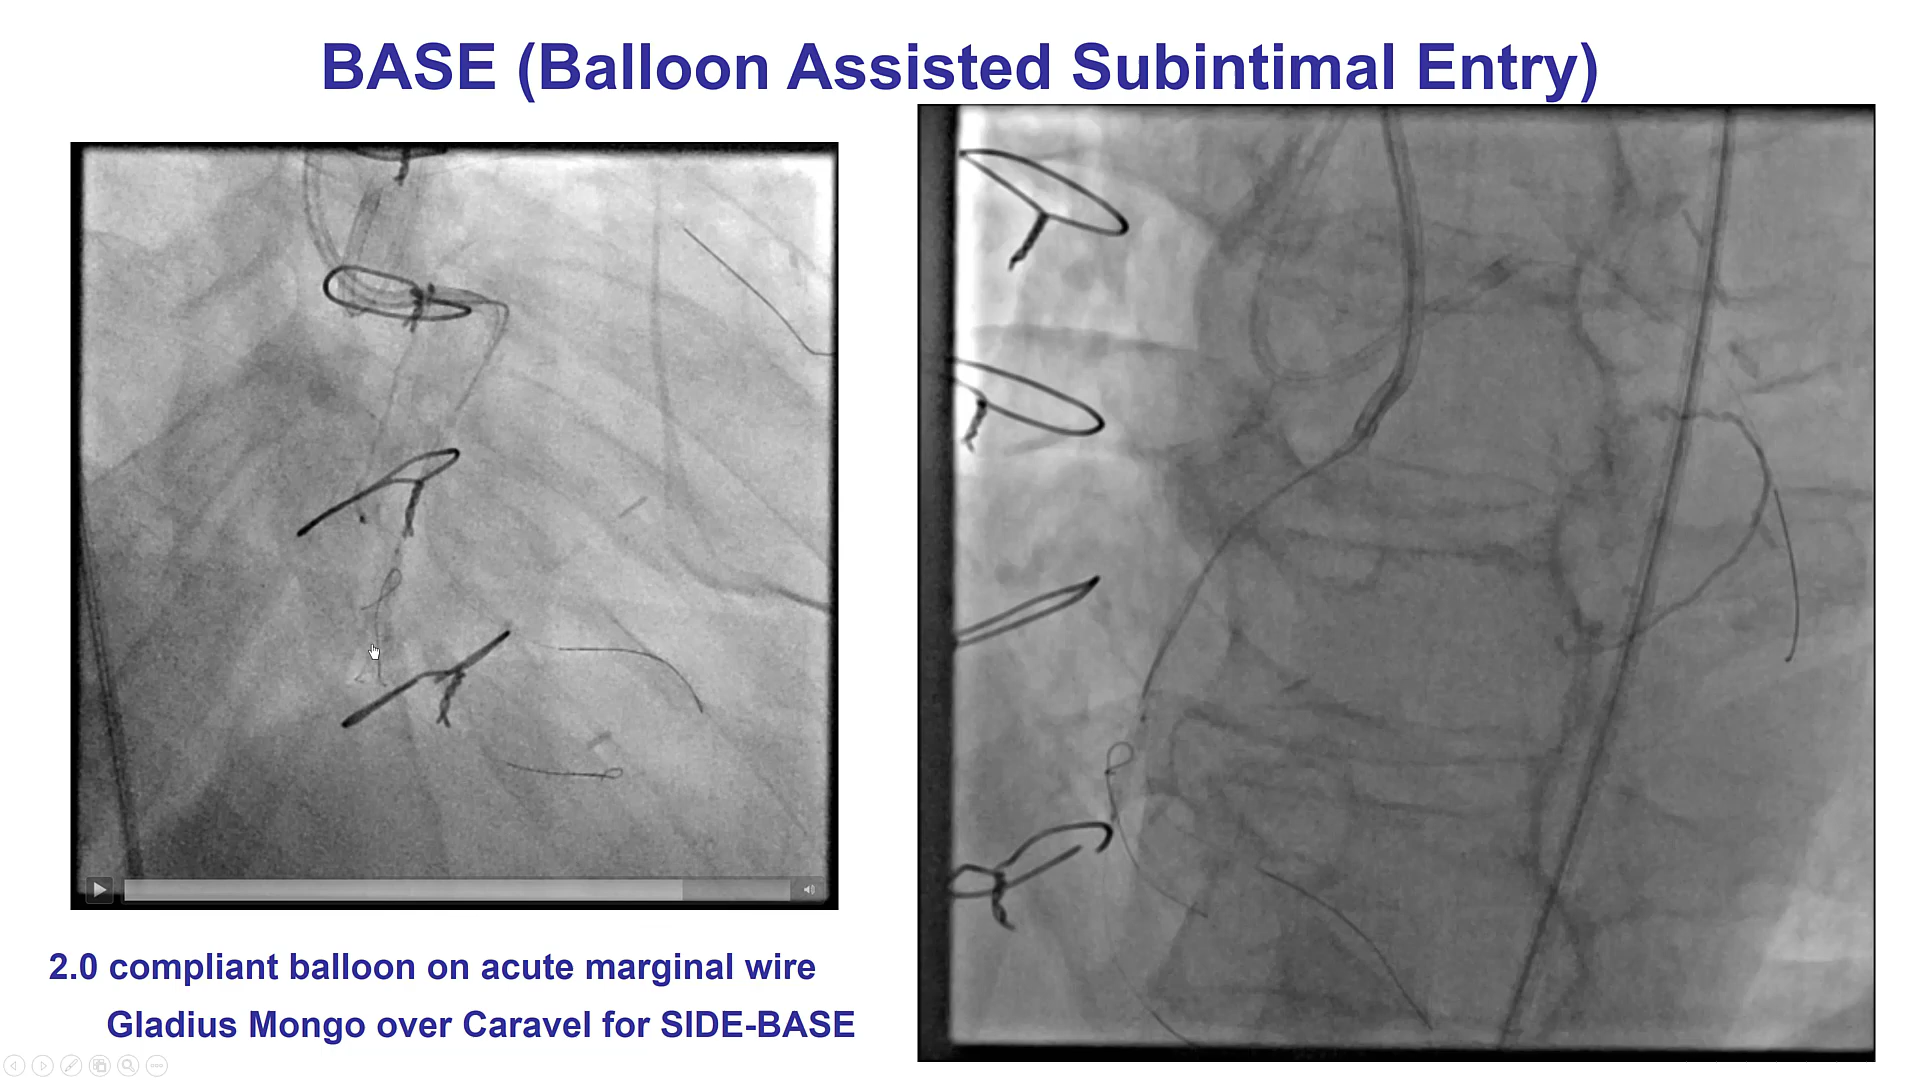 BASE (Balloon Assisted Subintimal Entry)
2.0 compliant balloon on acute marginal wire
Gladius Mongo over Caravel for SIDE-BASE